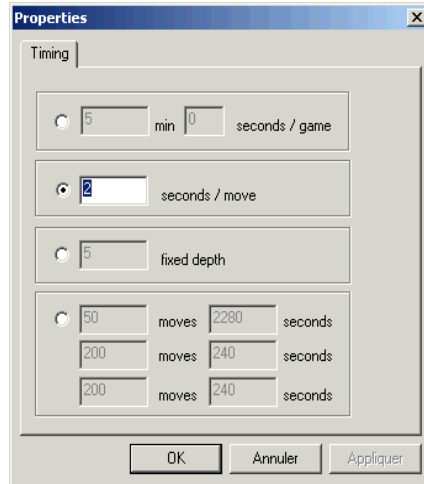 Properties
Timing
5 min 0 seconds / game
2 seconds / move
5 fixed depth
50 moves 2280 seconds
200 moves 240 seconds
200 moves 240 seconds
OK Annuler Appliquer